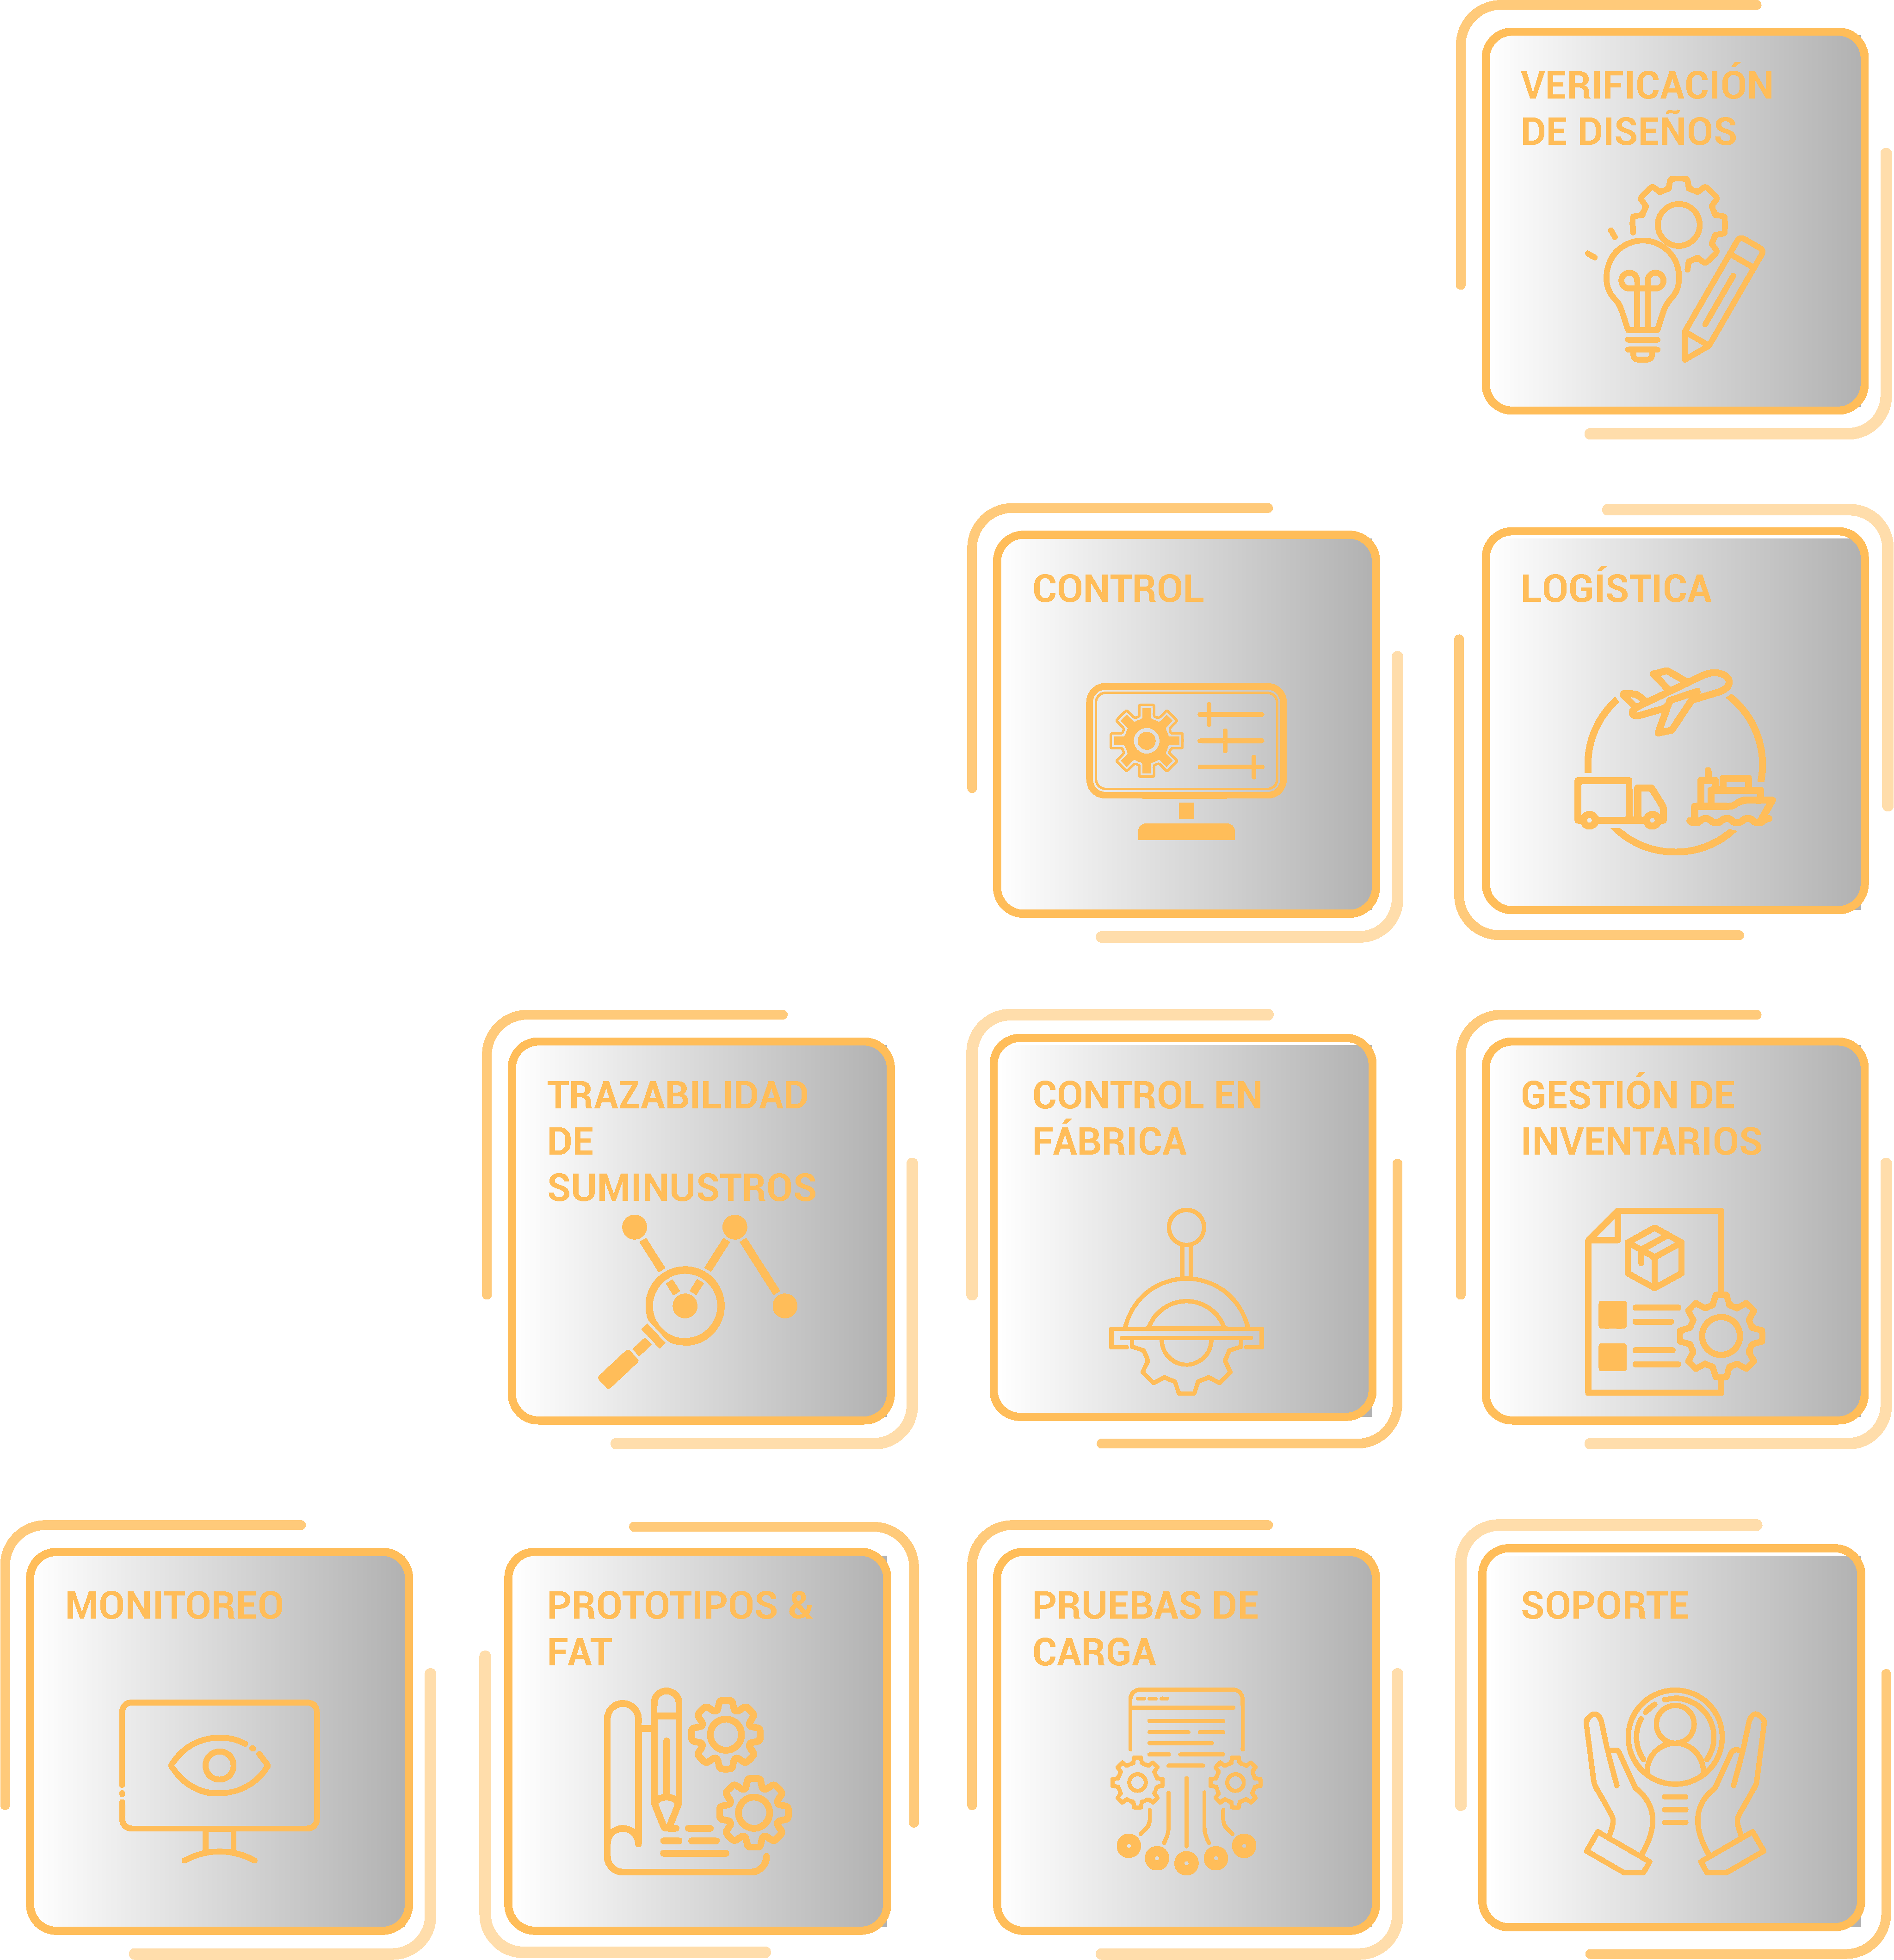 VERIFICACIÓN
DE DISEÑOS
CONTROL
LOGÍSTICA
TRAZABILIDAD
DE
SUMINUSTROS
CONTROL EN
FÁBRICA
GESTIÓN DE
INVENTARIOS
MONITOREO
PROTOTIPOS &
FAT
PRUEBAS DE
CARGA
SOPORTE